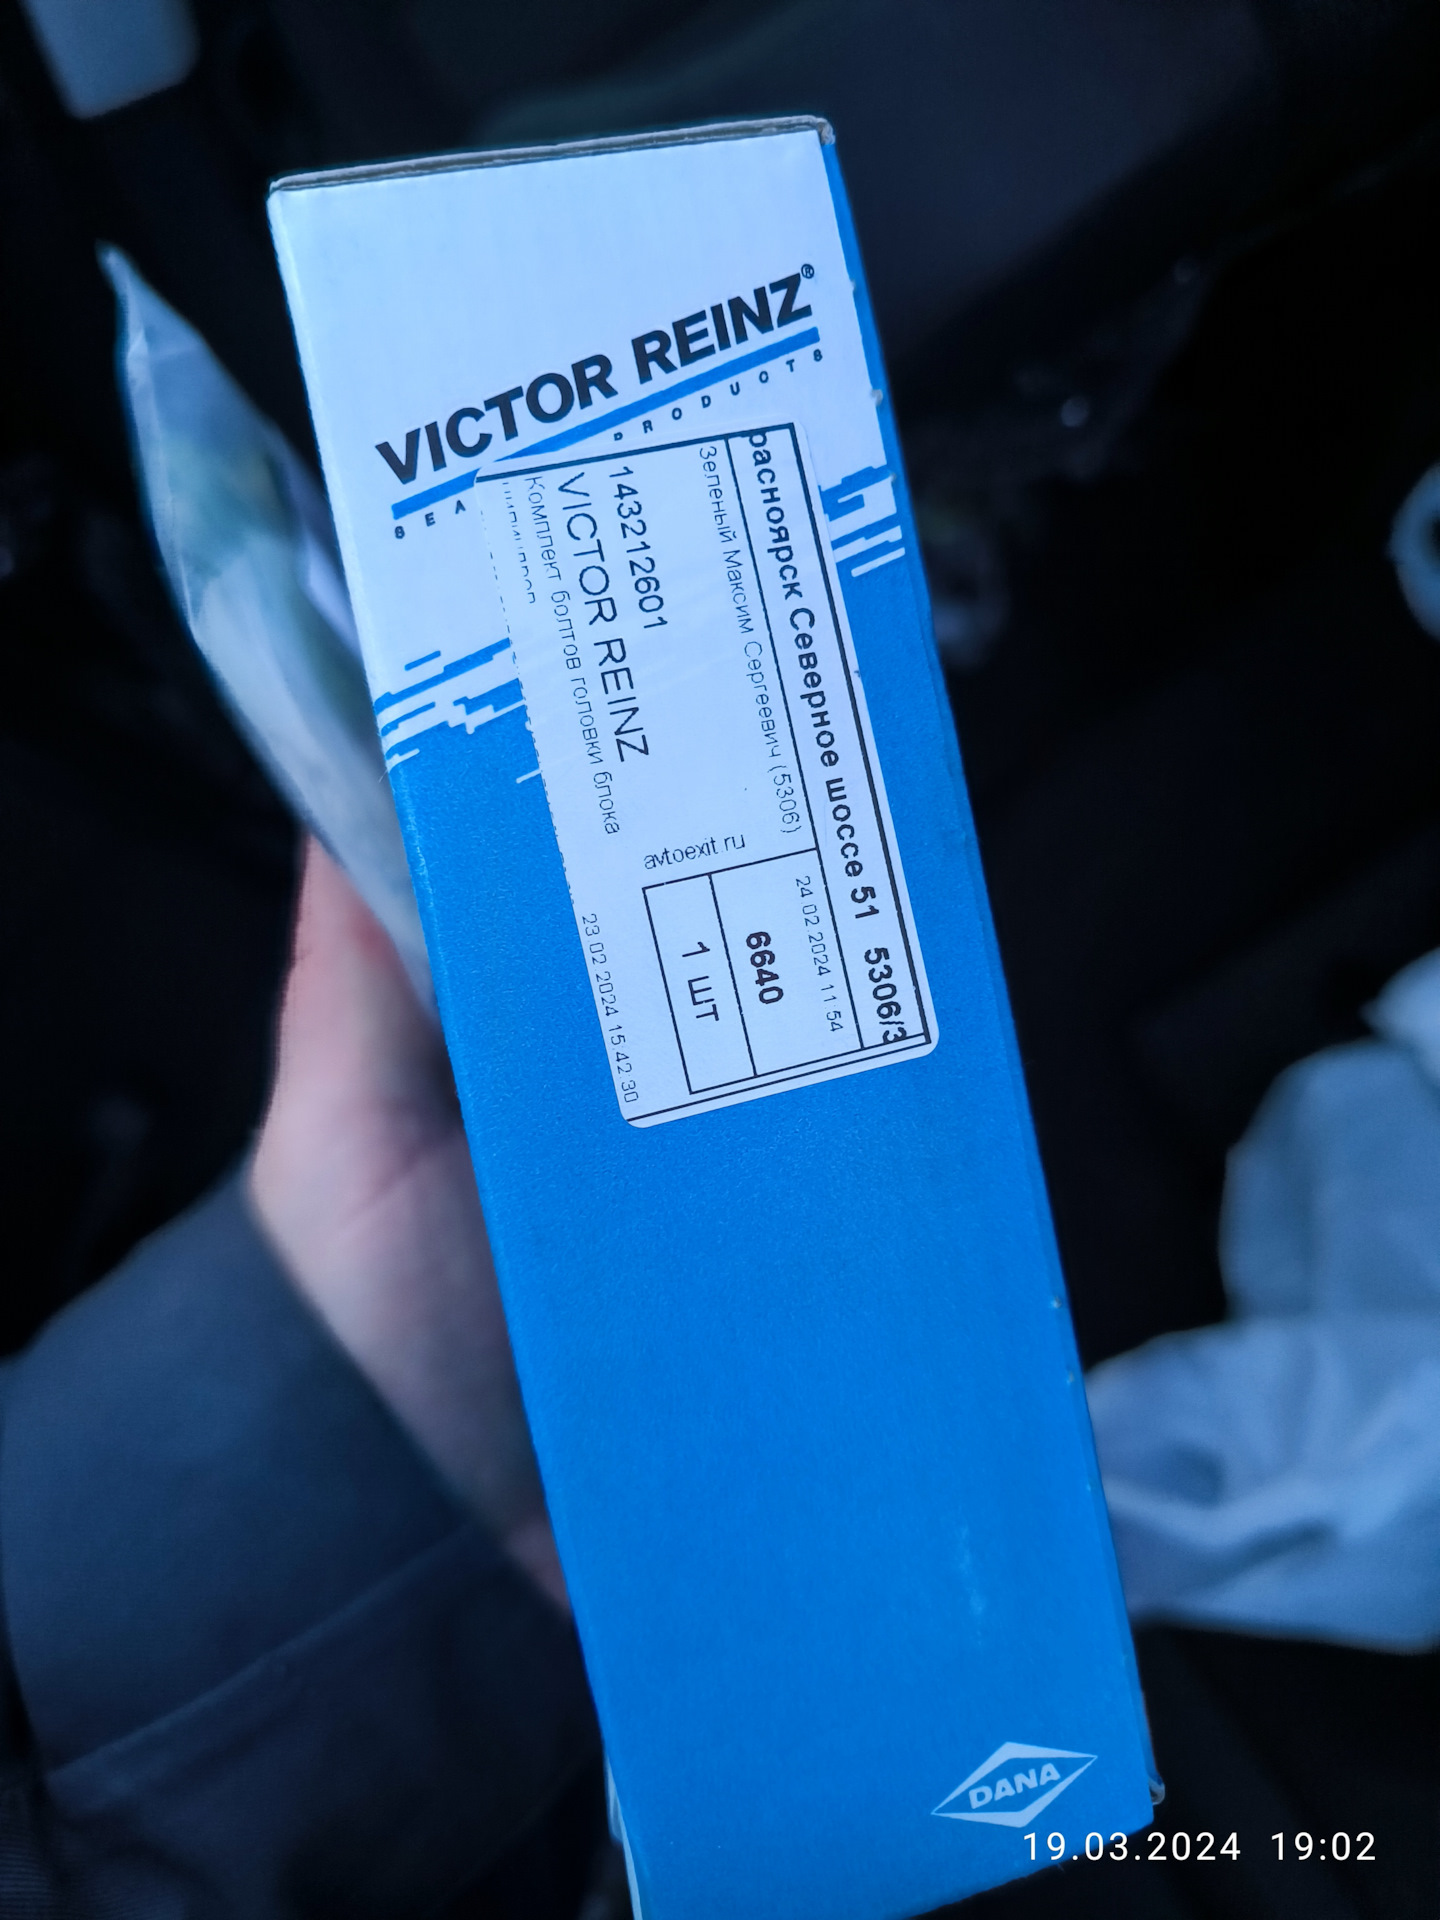 VICTOR REINZ®
PRODUCTS
расноярск Северное шоссе 51 5306/3
Зеленый Максим Сергеевич (5306)
24.02.2024 11:54
143212601
VICTOR REINZ
Комплект болтов головки блока
avtoexit.ru
6640
1 шт
23.02.2024 15:42:30
DANA
19.03.2024 19:02